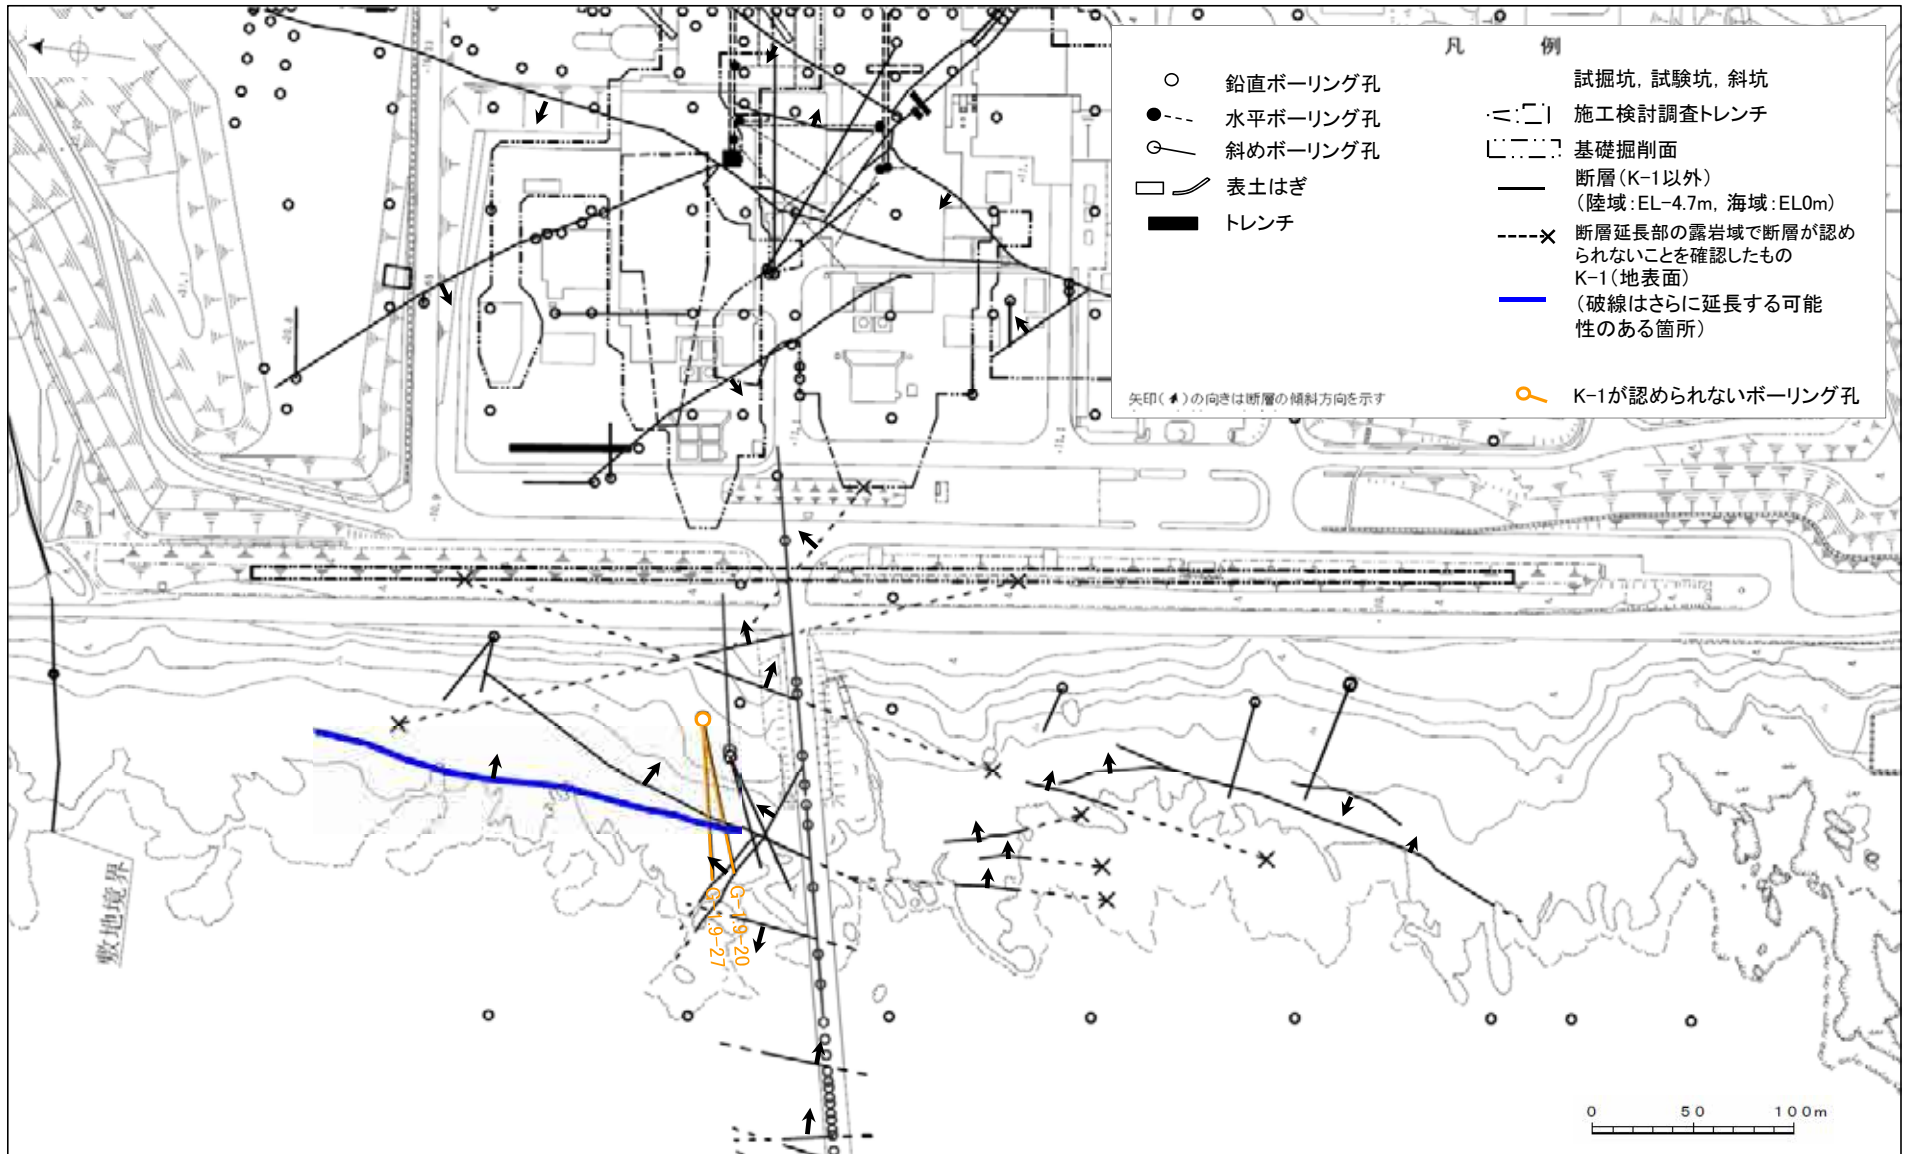 凡　例
鉛直ボーリング孔
水平ボーリング孔
斜めボーリング孔
表土はぎ
トレンチ
試掘坑，試験坑，斜坑
施工検討調査トレンチ
基礎掘削面
断層（K-1以外）
（陸域：EL-4.7m，海域：EL0m）
断層延長部の露岩域で断層が認め
られないことを確認したもの
K-1（地表面）
（破線はさらに延長する可能
性のある箇所）
K-1が認められないボーリング孔
矢印（）の向きは断層の傾斜方向を示す
敷地境界
G-1.9-20
G-1.9-27
0 50 100m